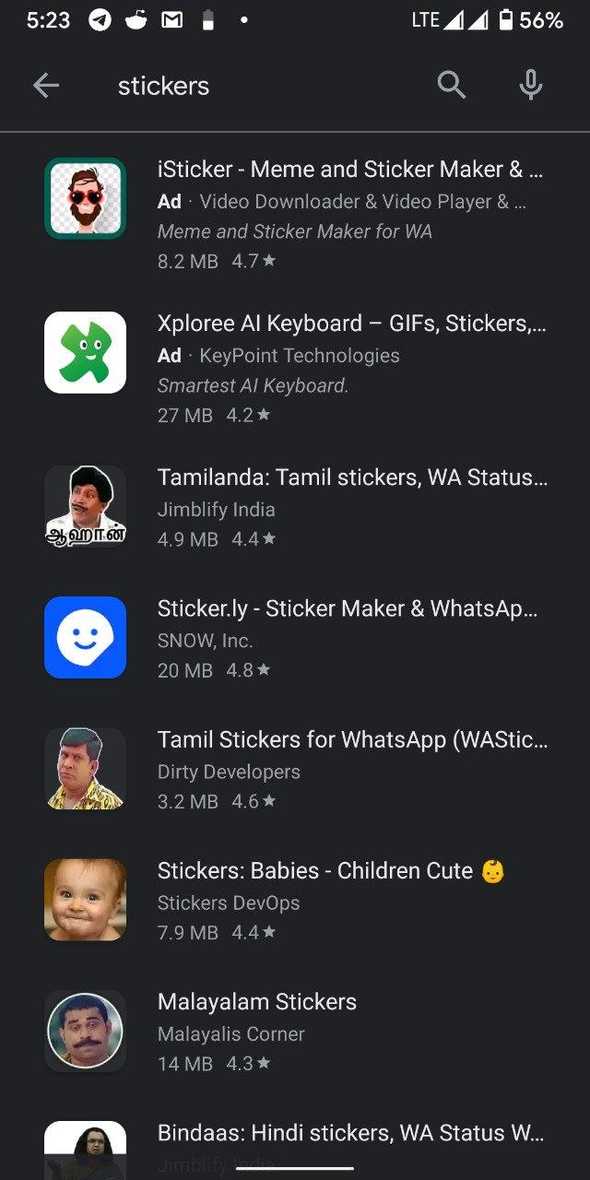 5:23 LTE 56%
stickers
iSticker - Meme and Sticker Maker & ...
Ad · Video Downloader & Video Player & ...
Meme and Sticker Maker for WA
8.2 MB 4.7★
Xploree AI Keyboard – GIFs, Stickers,...
Ad · KeyPoint Technologies
Smartest AI Keyboard.
27 MB 4.2★
Tamilanda: Tamil stickers, WA Status...
Jimblify India
ஆஹான்
4.9 MB 4.4★
Sticker.ly - Sticker Maker & WhatsAp...
SNOW, Inc.
20 MB 4.8★
Tamil Stickers for WhatsApp (WAStic...
Dirty Developers
3.2 MB 4.6★
Stickers: Babies - Children Cute 👶
Stickers DevOps
7.9 MB 4.4★
Malayalam Stickers
Malayalis Corner
14 MB 4.3★
Bindaas: Hindi stickers, WA Status W...
Jimblify India